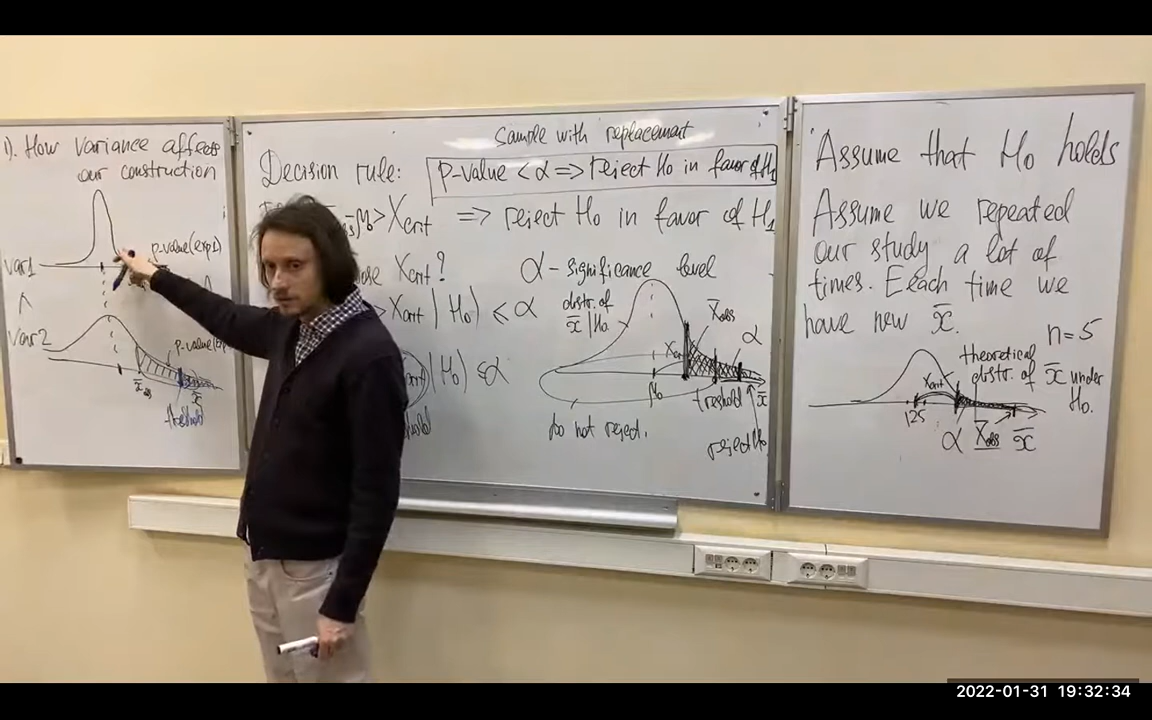 1). How variance affects
our construction
p-value(exp1)
Var1
^
Var2
p-value(exp
x̄obs
x̄
treshold
Sample with replacement
Decision rule:
p-value < α => reject H0 in favor of H1
> Xcrit => reject H0 in favor of H1
Xcrit?
α - significance level
> Xcrit | H0) ≤ α
distr. of
x̄ | H0
X̄obs
α
| H0) ≤ α
μ0
treshold
x̄
Do not reject.
reject H0
Assume that H0 holds
Assume we repeated
our study a lot of
times. Each time we
have new x̄.
n=5
theoretical
distr. of x̄ under
H0.
Xcrit
125
α X̄obs x̄
2022-01-31 19:32:34